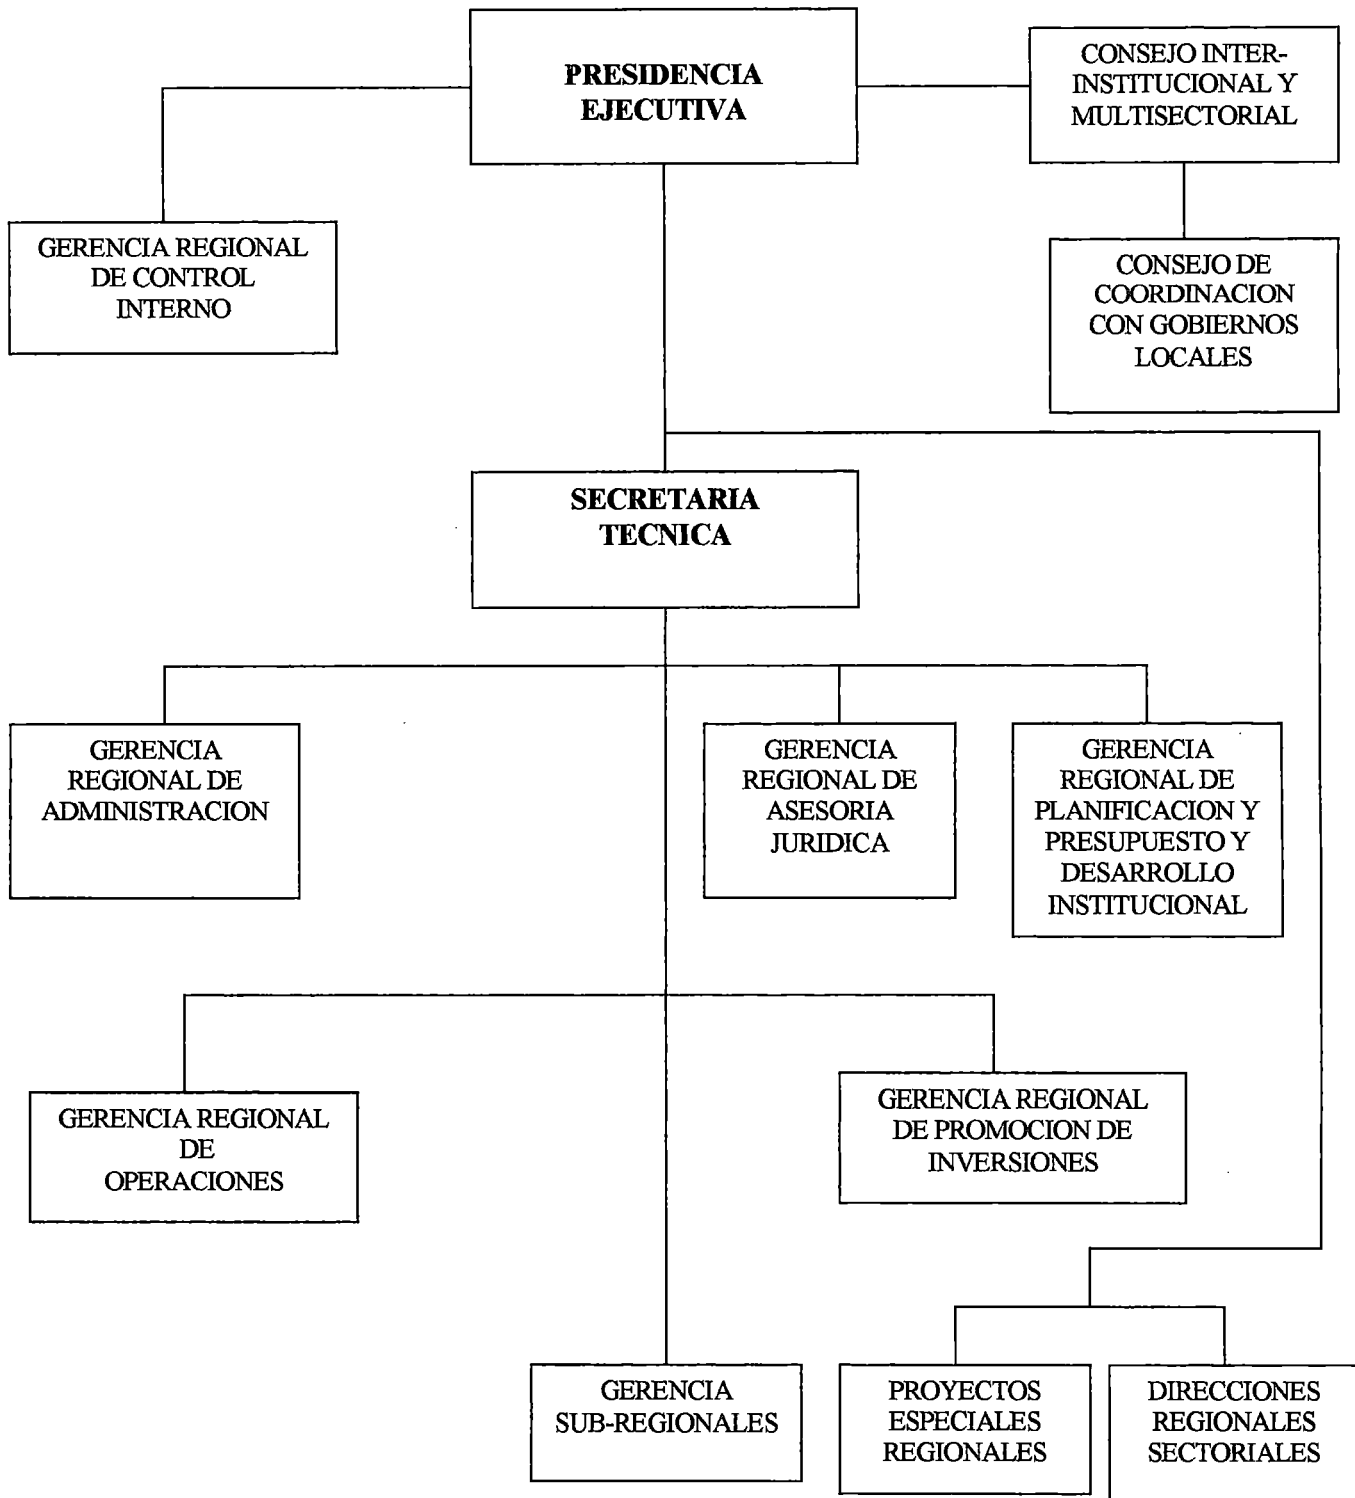 PRESIDENCIA
EJECUTIVA
CONSEJO INTER-
INSTITUCIONAL Y
MULTISECTORIAL
GERENCIA REGIONAL
DE CONTROL
INTERNO
CONSEJO DE
COORDINACION
CON GOBIERNOS
LOCALES
SECRETARIA
TECNICA
GERENCIA
REGIONAL DE
ADMINISTRACION
GERENCIA
REGIONAL DE
ASESORIA
JURIDICA
GERENCIA
REGIONAL DE
PLANIFICACION Y
PRESUPUESTO Y
DESARROLLO
INSTITUCIONAL
GERENCIA REGIONAL
DE
OPERACIONES
GERENCIA REGIONAL
DE PROMOCION DE
INVERSIONES
GERENCIA
SUB-REGIONALES
PROYECTOS
ESPECIALES
REGIONALES
DIRECCIONES
REGIONALES
SECTORIALES